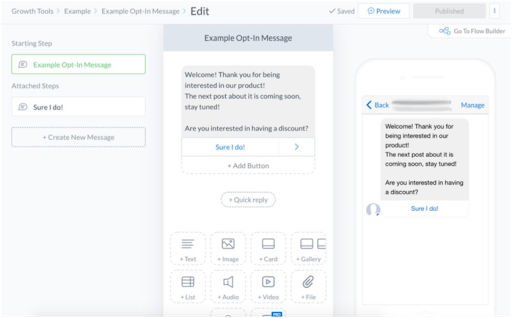 Growth Tools > Example > Example Opt-In Message > Edit
✓ Saved
Preview
Published
Go To Flow Builder
Starting Step
Example Opt-In Message
Attached Steps
Sure I do!
+ Create New Message
Example Opt-In Message
Welcome! Thank you for being
interested in our product!
The next post about it is coming soon,
stay tuned!
Are you interested in having a discount?
Sure I do!
+ Add Button
+ Quick reply
+ Text
+ Image
+ Card
+ Gallery
+ List
+ Audio
+ Video
+ File
PRO
Back
Manage
Welcome! Thank you for
being interested in our
product!
The next post about it is
coming soon, stay tuned!
Are you interested in having
a discount?
Sure I do!